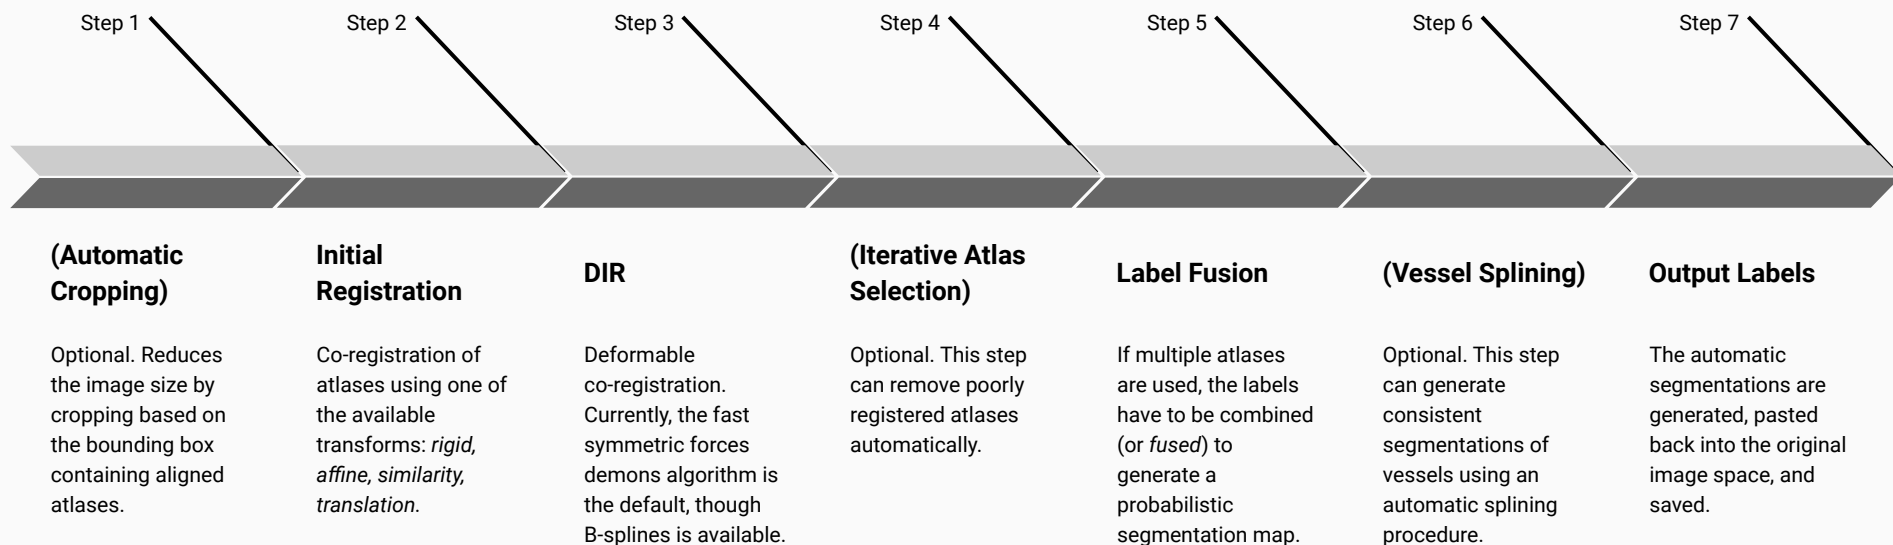 Step 1
Step 2
Step 3
Step 4
Step 5
Step 6
Step 7
(Automatic
Cropping)
Optional. Reduces
the image size by
cropping based on
the bounding box
containing aligned
atlases.
Initial
Registration
Co-registration of
atlases using one of
the available
transforms: rigid,
affine, similarity,
translation.
DIR
Deformable
co-registration.
Currently, the fast
symmetric forces
demons algorithm is
the default, though
B-splines is available.
(Iterative Atlas
Selection)
Optional. This step
can remove poorly
registered atlases
automatically.
Label Fusion
If multiple atlases
are used, the labels
have to be combined
(or fused) to
generate a
probabilistic
segmentation map.
(Vessel Splining)
Optional. This step
can generate
consistent
segmentations of
vessels using an
automatic splining
procedure.
Output Labels
The automatic
segmentations are
generated, pasted
back into the original
image space, and
saved.